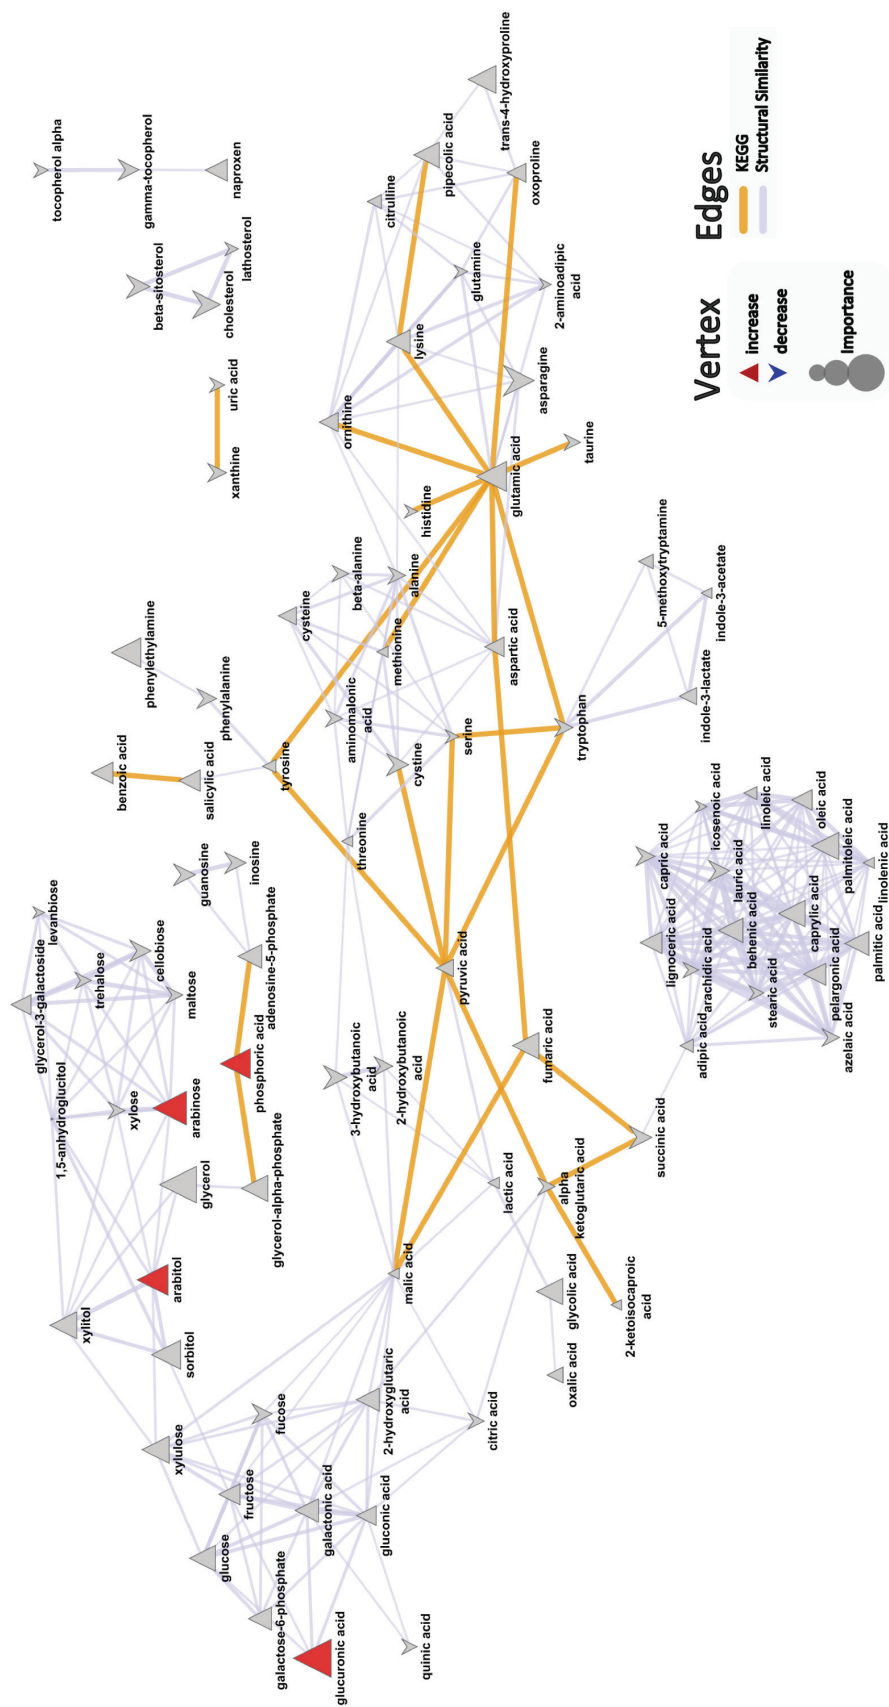 tocopherol alpha
gamma-tocopherol
naproxen
beta-sitosterol
cholesterol
lathosterol
uric acid
xanthine
trans-4-hydroxyproline
pipecolic acid
oxoproline
citrulline
glutamine
2-aminoadipic
acid
lysine
asparagine
ornithine
taurine
glutamic acid
histidine
beta-alanine
alanine
cysteine
methionine
aspartic acid
aminomalonic
acid
cystine
serine
threonine
tryptophan
5-methoxytryptamine
indole-3-acetate
indole-3-lactate
phenylethylamine
phenylalanine
tyrosine
benzoic acid
salicylic acid
guanosine
inosine
adenosine-5-phosphate
phosphoric acid
glycerol-alpha-phosphate
levanbiose
glycerol-3-galactoside
trehalose
cellobiose
maltose
1,5-anhydroglucitol
xylose
arabinose
glycerol
arabitol
xylitol
sorbitol
xylulose
pyruvic acid
3-hydroxybutanoic
acid
2-hydroxybutanoic
acid
fumaric acid
succinic acid
lactic acid
alpha
ketoglutaric acid
malic acid
glycolic acid
oxalic acid
2-ketoisocaproic
acid
2-hydroxyglutaric
acid
citric acid
fucose
fructose
glucose
galactonic acid
gluconic acid
galactose-6-phosphate
glucuronic acid
quinic acid
capric acid
icosenoic acid
linoleic acid
oleic acid
lauric acid
palmitoleic acid
linolenic acid
lignoceric acid
behenic acid
caprylic acid
palmitic acid
arachidic acid
stearic acid
pelargonic acid
adipic acid
azelaic acid
Vertex
increase
decrease
Importance
Edges
KEGG
Structural Similarity